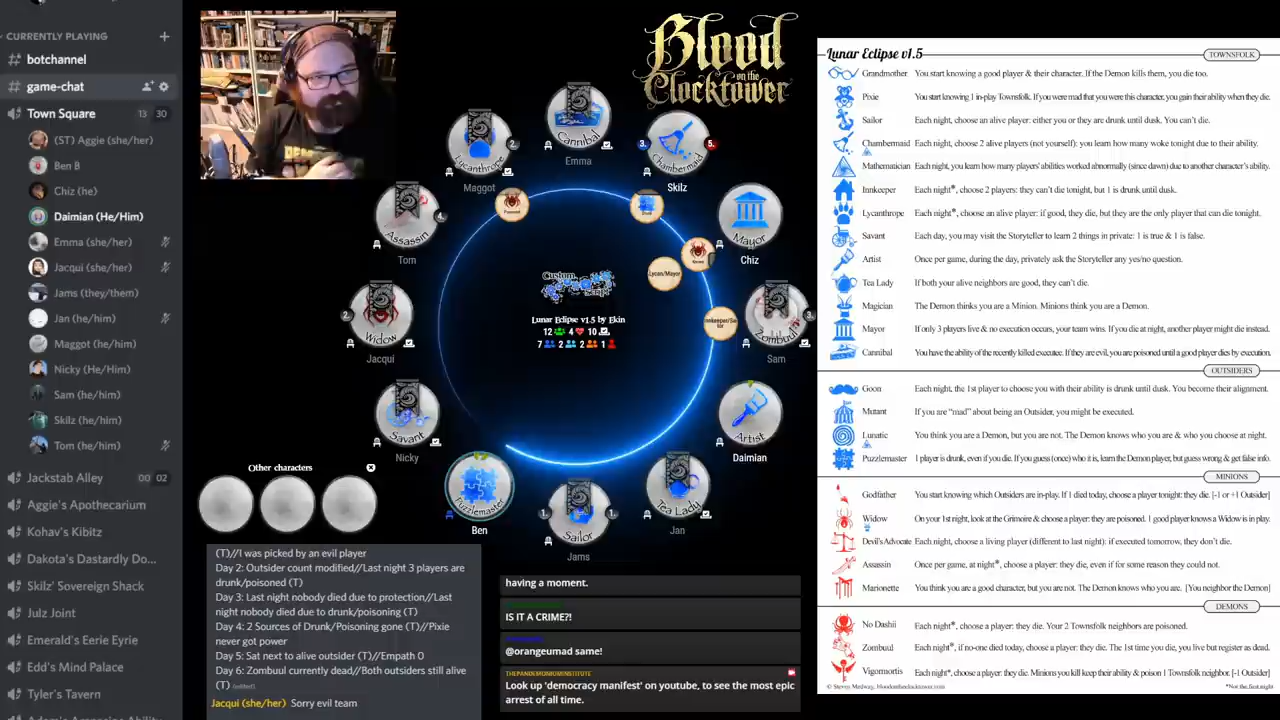 CURRENTLY PLAYING
# botchannel
# game-chat
Town Square 13 30
(ST) Aggie (she/her)
Ben B
Chiz (he)
Daimian (He/Him)
Emma (she/her)
Jacqui (she/her)
Jams (they/them)
Jan (he/him)
Maggot (he/him)
Nicky (He/Him)
Sam (he/him)
Skilz (he/him)
Tom (he/him)
Jackstab Alley 00 02
Kohav's Kibitz
Dakota's Dastardly Do...
Skilz' Sovereign Shack
Julz Joint
Emerald's Eerie Eyrie
Edd's Mind Palace
Tyler's Tavern
Blood
on the
Clocktower
Cannibal
Emma
Lycanthrope
2
Maggot
3
Chambermaid
5
Skilz
Assassin
4
Tom
Mayor
Chiz
Poisoned
Drunk
Lycan/Mayor
2
Widow
Jacqui
Custom
Script
Lunar Eclipse v1.5 by Ekin
12 4 10
7 2 2 1
Zombuul
3
Sam
Savant
Nicky
Artist
Daimian
Puzzlemaster
Ben
1
Sailor
1
Jams
Tea Lady
Jan
Other characters
(T)//I was picked by an evil player
Day 2: Outsider count modified//Last night 3 players are
drunk/poisoned (T)
Day 3: Last night nobody died due to protection//Last
night nobody died due to drunk/poisoning (T)
Day 4: 2 Sources of Drunk/Poisoning gone (T)//Pixie
never got power
Day 5: Sat next to alive outsider (T)//Empath 0
Day 6: Zombuul currently dead//Both outsiders still alive
(T) (edited)
Jacqui (she/her) Sorry evil team
having a moment.
IS IT A CRIME?!
@orangeumad same!
THEPANDEMONIUMINSTITUTE
Look up 'democracy manifest' on youtube, to see the most epic
arrest of all time.
Lunar Eclipse v1.5
TOWNSFOLK
Grandmother You start knowing a good player & their character. If the Demon kills them, you die too.
Pixie You start knowing 1 in-play Townsfolk. If you were mad that you were this character, you gain their ability when they die.
Sailor Each night, choose an alive player: either you or they are drunk until dusk. You can't die.
Chambermaid Each night, choose 2 alive players (not yourself): you learn how many woke tonight due to their ability.
Mathematician Each night, you learn how many players' abilities worked abnormally (since dawn) due to another character's ability.
Innkeeper Each night*, choose 2 players: they can't die tonight, but 1 is drunk until dusk.
Lycanthrope Each night*, choose an alive player: if good, they die, but they are the only player that can die tonight.
Savant Each day, you may visit the Storyteller to learn 2 things in private: 1 is true & 1 is false.
Artist Once per game, during the day, privately ask the Storyteller any yes/no question.
Tea Lady If both your alive neighbors are good, they can't die.
Magician The Demon thinks you are a Minion. Minions think you are a Demon.
Mayor If only 3 players live & no execution occurs, your team wins. If you die at night, another player might die instead.
Cannibal You have the ability of the recently killed executee. If they are evil, you are poisoned until a good player dies by execution.
OUTSIDERS
Goon Each night, the 1st player to choose you with their ability is drunk until dusk. You become their alignment.
Mutant If you are "mad" about being an Outsider, you might be executed.
Lunatic You think you are a Demon, but you are not. The Demon knows who you are & who you choose at night.
Puzzlemaster 1 player is drunk, even if you die. If you guess (once) who it is, learn the Demon player, but guess wrong & get false info.
MINIONS
Godfather You start knowing which Outsiders are in-play. If 1 died today, choose a player tonight: they die. [-1 or +1 Outsider]
Widow On your 1st night, look at the Grimoire & choose a player: they are poisoned. 1 good player knows a Widow is in play.
Devil's Advocate Each night, choose a living player (different to last night): if executed tomorrow, they don't die.
Assassin Once per game, at night*, choose a player: they die, even if for some reason they could not.
Marionette You think you are a good character, but you are not. The Demon knows who you are. [You neighbor the Demon]
DEMONS
No Dashii Each night*, choose a player: they die. Your 2 Townsfolk neighbors are poisoned.
Zombuul Each night*, if no-one died today, choose a player: they die. The 1st time you die, you live but register as dead.
Vigormortis Each night*, choose a player: they die. Minions you kill keep their ability & poison 1 Townsfolk neighbor. [-1 Outsider]
© Steven Medway, bloodontheclocktower.com
*Not the first night